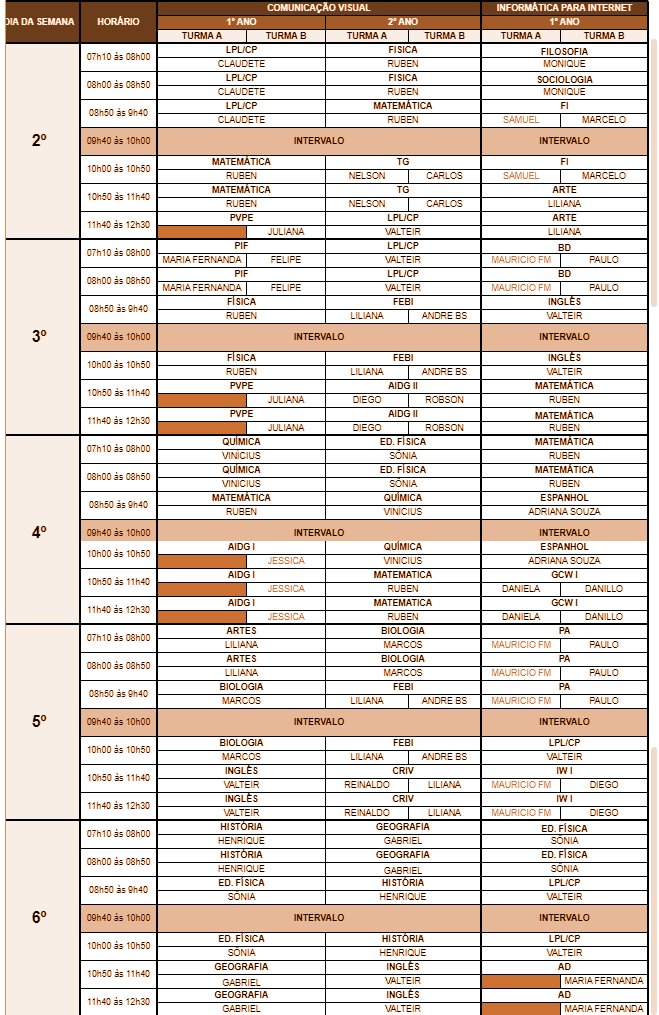 COMUNICAÇÃO VISUAL INFORMÁTICA PARA INTERNET
DIA DA SEMANA HORÁRIO 1º ANO 2º ANO 1º ANO
TURMA A TURMA B TURMA A TURMA B TURMA A TURMA B
2º
07h10 às 08h00 LPL/CP FISICA FILOSOFIA
CLAUDETE RUBEN MONIQUE
08h00 às 08h50 LPL/CP FISICA SOCIOLOGIA
CLAUDETE RUBEN MONIQUE
08h50 às 9h40 LPL/CP MATEMÁTICA FI
CLAUDETE RUBEN SAMUEL MARCELO
09h40 às 10h00 INTERVALO INTERVALO
10h00 às 10h50 MATEMÁTICA TG FI
RUBEN NELSON CARLOS SAMUEL MARCELO
10h50 às 11h40 MATEMÁTICA TG ARTE
RUBEN NELSON CARLOS LILIANA
11h40 às 12h30 PVPE LPL/CP ARTE
JULIANA VALTEIR LILIANA
3º
07h10 às 08h00 PIF LPL/CP BD
MARIA FERNANDA FELIPE VALTEIR MAURICIO FM PAULO
08h00 às 08h50 PIF LPL/CP BD
MARIA FERNANDA FELIPE VALTEIR MAURICIO FM PAULO
08h50 às 9h40 FÍSICA FEBI INGLÊS
RUBEN LILIANA ANDRE BS VALTEIR
09h40 às 10h00 INTERVALO INTERVALO
10h00 às 10h50 FÍSICA FEBI INGLÊS
RUBEN LILIANA ANDRE BS VALTEIR
10h50 às 11h40 PVPE AIDG II MATEMÁTICA
JULIANA DIEGO ROBSON RUBEN
11h40 às 12h30 PVPE AIDG II MATEMÁTICA
JULIANA DIEGO ROBSON RUBEN
4º
07h10 às 08h00 QUÍMICA ED. FÍSICA MATEMÁTICA
VINÍCIUS SÔNIA RUBEN
08h00 às 08h50 QUÍMICA ED. FÍSICA MATEMÁTICA
VINICIUS SÔNIA RUBEN
08h50 às 9h40 MATEMÁTICA QUÍMICA ESPANHOL
RUBEN VINÍCIUS ADRIANA SOUZA
09h40 às 10h00 INTERVALO INTERVALO
10h00 às 10h50 AIDG I QUÍMICA ESPANHOL
JESSICA VINICIUS ADRIANA SOUZA
10h50 às 11h40 AIDG I MATEMATICA GCW I
JESSICA RUBEN DANIELA DANILLO
11h40 às 12h30 AIDG I MATEMATICA GCW I
JESSICA RUBEN DANIELA DANILLO
5º
07h10 às 08h00 ARTES BIOLOGIA PA
LILIANA MARCOS MAURICIO FM PAULO
08h00 às 08h50 ARTES BIOLOGIA PA
LILIANA MARCOS MAURICIO FM PAULO
08h50 às 9h40 BIOLOGIA FEBI PA
MARCOS LILIANA ANDRE BS MAURICIO FM PAULO
09h40 às 10h00 INTERVALO INTERVALO
10h00 às 10h50 BIOLOGIA FEBI LPL/CP
MARCOS LILIANA ANDRE BS VALTEIR
10h50 às 11h40 INGLÊS CRIV IW I
VALTEIR REINALDO LILIANA MAURICIO FM DIEGO
11h40 às 12h30 INGLÊS CRIV IW I
VALTEIR REINALDO LILIANA MAURICIO FM DIEGO
6º
07h10 às 08h00 HISTÓRIA GEOGRAFIA ED. FÍSICA
HENRIQUE GABRIEL SÔNIA
08h00 às 08h50 HISTÓRIA GEOGRAFIA ED. FÍSICA
HENRIQUE GABRIEL SÔNIA
08h50 às 9h40 ED. FÍSICA HISTÓRIA LPL/CP
SÔNIA HENRIQUE VALTEIR
09h40 às 10h00 INTERVALO INTERVALO
10h00 às 10h50 ED. FÍSICA HISTÓRIA LPL/CP
SÔNIA HENRIQUE VALTEIR
10h50 às 11h40 GEOGRAFIA INGLÊS AD
GABRIEL VALTEIR MARIA FERNANDA
11h40 às 12h30 GEOGRAFIA INGLÊS AD
GABRIEL VALTEIR MARIA FERNANDA